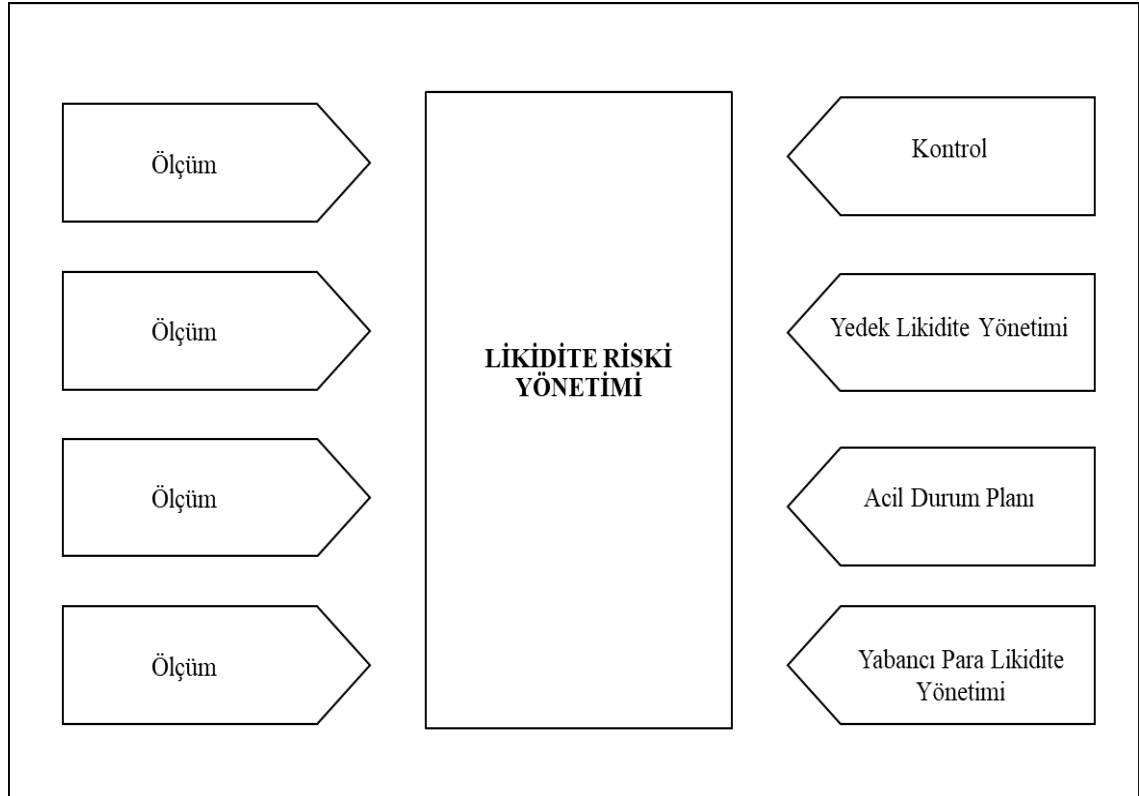 Ölçüm
Ölçüm
Ölçüm
Ölçüm
LİKİDİTE RİSKİ
YÖNETİMİ
Kontrol
Yedek Likidite Yönetimi
Acil Durum Planı
Yabancı Para Likidite
Yönetimi